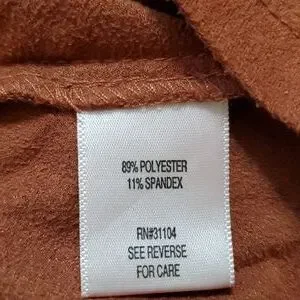 89% POLYESTER
11% SPANDEX
RN#31104
SEE REVERSE
FOR CARE